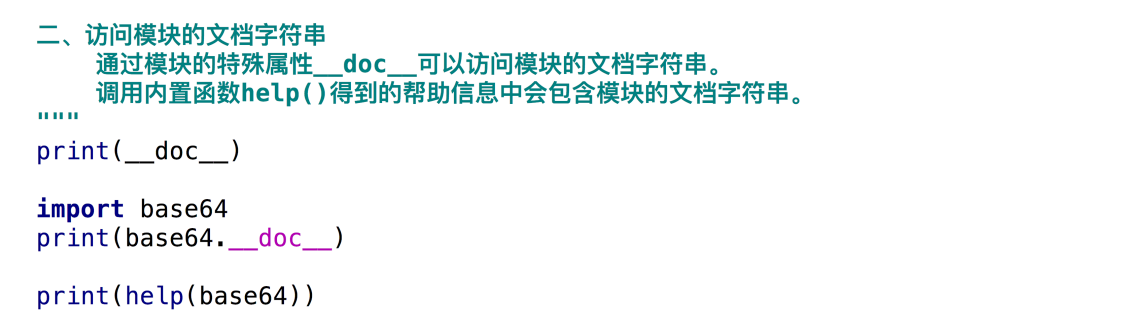 二、访问模块的文档字符串
通过模块的特殊属性__doc__可以访问模块的文档字符串。
调用内置函数help()得到的帮助信息中会包含模块的文档字符串。
"""
print(__doc__)
import base64
print(base64.__doc__)
print(help(base64))